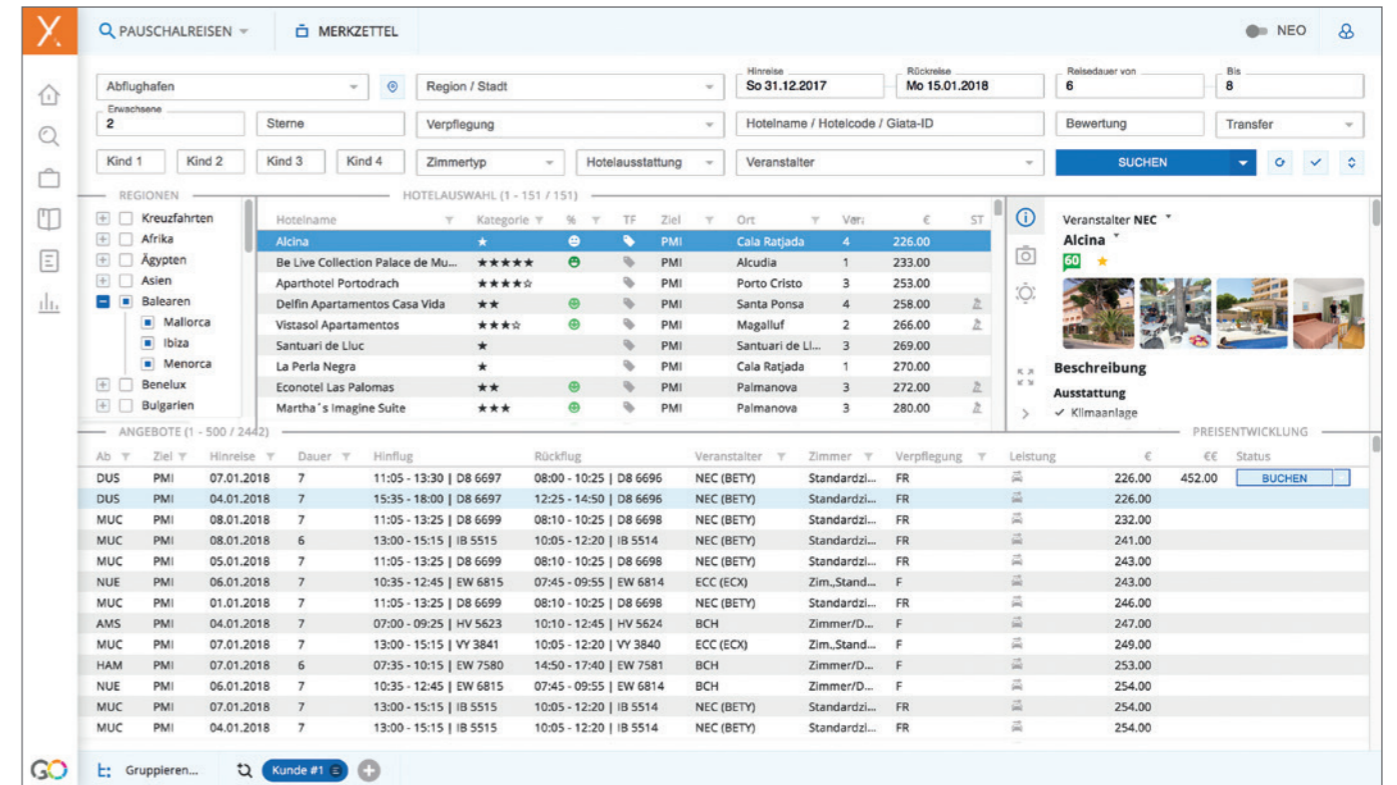 X PAUSCHALREISEN MERKZETTEL NEO
Abflughafen Region / Stadt Hinreise So 31.12.2017 Rückreise Mo 15.01.2018 Reisedauer von 6 Bis 8
Erwachsene 2 Sterne Verpflegung Hotelname / Hotelcode / Giata-ID Bewertung Transfer
Kind 1 Kind 2 Kind 3 Kind 4 Zimmertyp Hotelausstattung Veranstalter SUCHEN
REGIONEN
Kreuzfahrten
Afrika
Ägypten
Asien
Balearen
Mallorca
Ibiza
Menorca
Benelux
Bulgarien
HOTELAUSWAHL (1 - 151 / 151)
Hotelname Kategorie % TF Ziel Ort € ST
Alcina ★ PMI Cala Ratjada 4 226.00
Be Live Collection Palace de Mu... ★★★★★ PMI Alcudia 1 233.00
Aparthotel Portodrach ★★★★☆ PMI Porto Cristo 3 253.00
Delfin Apartamentos Casa Vida ★★ PMI Santa Ponsa 4 258.00
Vistasol Apartamentos ★★★☆ PMI Magalluf 2 266.00
Santuari de Lluc ★ PMI Santuari de Ll... 3 269.00
La Perla Negra ★ PMI Cala Ratjada 1 270.00
Econotel Las Palomas ★★ PMI Palmanova 3 272.00
Martha´s Imagine Suite ★★★ PMI Palmanova 3 280.00
Veranstalter NEC
Alcina
60 ★
Beschreibung
Ausstattung
✓ Klimaanlage
ANGEBOTE (1 - 500 / 2442) PREISENTWICKLUNG
Ab Ziel Hinreise Dauer Hinflug Rückflug Veranstalter Zimmer Verpflegung Leistung € €€ Status
DUS PMI 07.01.2018 7 11:05 - 13:30 | D8 6697 08:00 - 10:25 | D8 6696 NEC (BETY) Standardzi... FR 226.00 452.00 BUCHEN
DUS PMI 04.01.2018 7 15:35 - 18:00 | D8 6697 12:25 - 14:50 | D8 6696 NEC (BETY) Standardzi... FR 226.00
MUC PMI 08.01.2018 7 11:05 - 13:25 | D8 6699 08:10 - 10:25 | D8 6698 NEC (BETY) Standardzi... FR 232.00
MUC PMI 08.01.2018 6 13:00 - 15:15 | IB 5515 10:05 - 12:20 | IB 5514 NEC (BETY) Standardzi... FR 241.00
MUC PMI 05.01.2018 7 11:05 - 13:25 | D8 6699 08:10 - 10:25 | D8 6698 NEC (BETY) Standardzi... FR 243.00
NUE PMI 06.01.2018 7 10:35 - 12:45 | EW 6815 07:45 - 09:55 | EW 6814 ECC (ECX) Zim.,Stand... F 243.00
MUC PMI 01.01.2018 7 11:05 - 13:25 | D8 6699 08:10 - 10:25 | D8 6698 NEC (BETY) Standardzi... FR 246.00
AMS PMI 04.01.2018 7 07:00 - 09:25 | HV 5623 10:10 - 12:45 | HV 5624 BCH Zimmer/D... F 247.00
MUC PMI 07.01.2018 7 13:00 - 15:15 | VY 3841 10:05 - 12:20 | VY 3840 ECC (ECX) Zim.,Stand... F 249.00
HAM PMI 07.01.2018 6 07:35 - 10:15 | EW 7580 14:50 - 17:40 | EW 7581 BCH Zimmer/D... F 253.00
NUE PMI 06.01.2018 7 10:35 - 12:45 | EW 6815 07:45 - 09:55 | EW 6814 BCH Zimmer/D... F 254.00
MUC PMI 07.01.2018 7 13:00 - 15:15 | IB 5515 10:05 - 12:20 | IB 5514 NEC (BETY) Standardzi... FR 254.00
MUC PMI 04.01.2018 7 13:00 - 15:15 | IB 5515 10:05 - 12:20 | IB 5514 NEC (BETY) Standardzi... FR 254.00
GO Gruppieren... Kunde #1